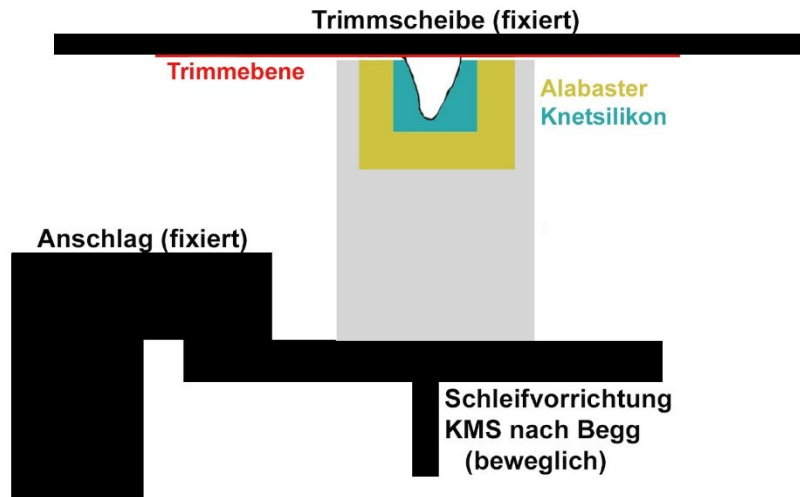 Trimmscheibe (fixiert)
Trimmebene
Alabaster
Knetsilikon
Anschlag (fixiert)
Schleifvorrichtung
KMS nach Begg
(beweglich)